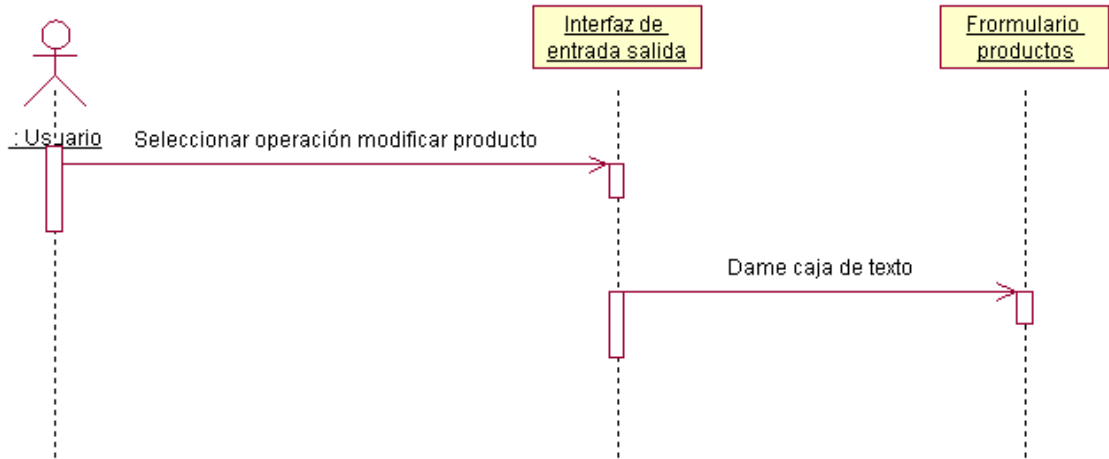 Interfaz de
entrada salida
Frormulario
productos
: Usuario
Seleccionar operación modificar producto
Dame caja de texto